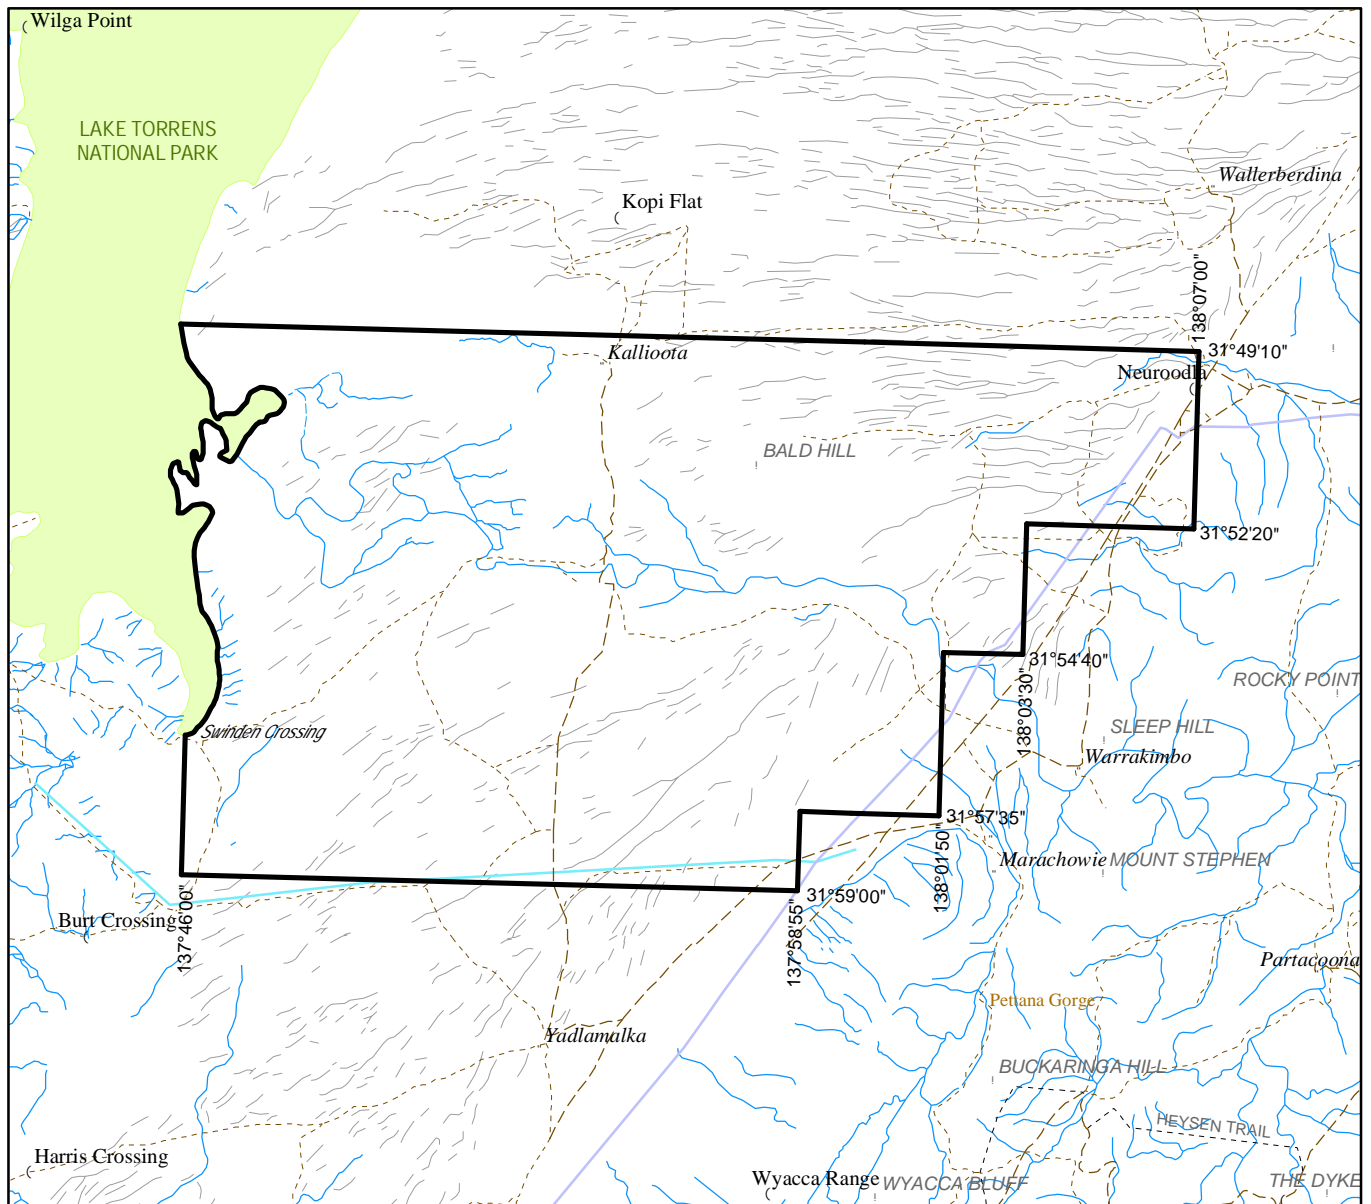 Wilga Point
LAKE TORRENS
NATIONAL PARK
Wallerberdina
Kopi Flat
138°07'00"
Kallioota
31°49'10"
Neuroodla
BALD HILL
31°52'20"
31°54'40"
ROCKY POINT
138°03'30"
SLEEP HILL
Swinden Crossing
Warrakimbo
31°57'35"
138°01'50"
Marachowie
MOUNT STEPHEN
31°59'00"
137°46'00"
137°58'55"
Burt Crossing
Partacoona
Pettana Gorge
Yadlamalka
BUCKARINGA HILL
HEYSEN TRAIL
Harris Crossing
Wyacca Range
WYACCA BLUFF
THE DYKE